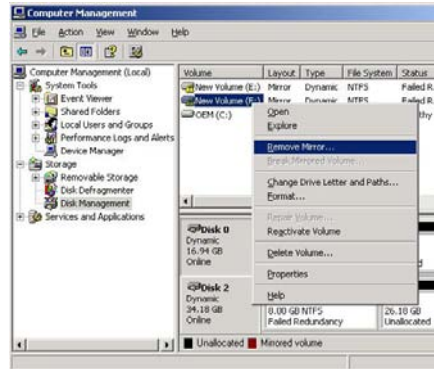 Computer Management
File Action View Window Help
Computer Management (Local)
System Tools
Event Viewer
Shared Folders
Local Users and Groups
Performance Logs and Alerts
Device Manager
Storage
Removable Storage
Disk Defragmenter
Disk Management
Services and Applications
Volume Layout Type File System Status
New Volume (E:) Mirror Dynamic NTFS Failed R
New Volume (F:) Mirror Dynamic NTFS Failed R
OEM (C:) thy
Open
Explore
Remove Mirror...
Break Mirrored Volume...
Change Drive Letter and Paths...
Format...
Repair Volume...
Reactivate Volume
Delete Volume...
Properties
Help
Disk 0
Dynamic
16.94 GB
Online
Disk 2
Dynamic
34.18 GB
Online
8.00 GB NTFS
Failed Redundancy
26.18 GB
Unallocated
Unallocated Mirrored volume